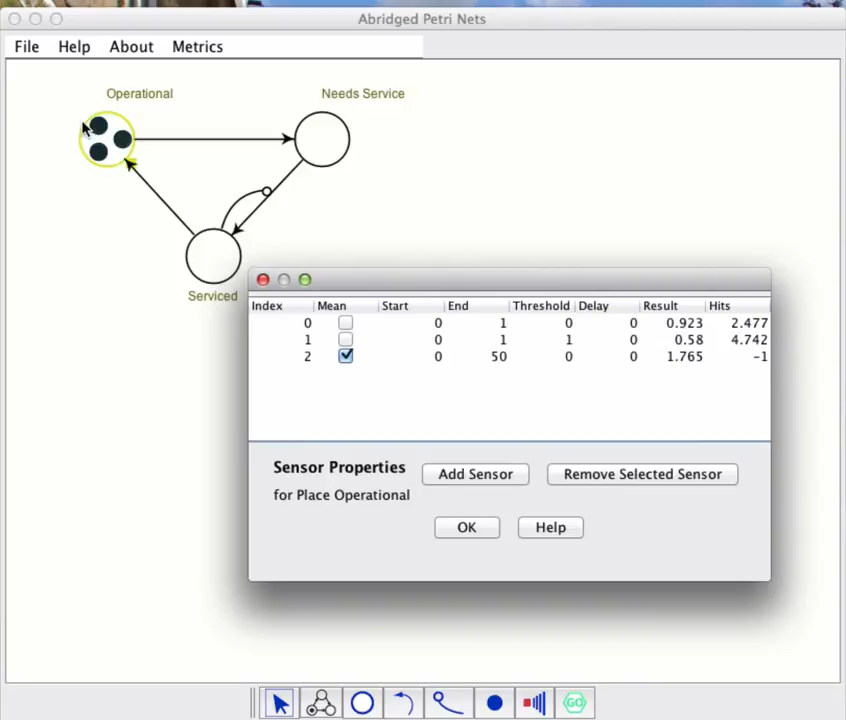 Abridged Petri Nets
File Help About Metrics
Operational Needs Service
Serviced
Index Mean Start End Threshold Delay Result Hits
0 0 1 0 0 0.923 2.477
1 0 1 1 0 0.58 4.742
2 0 50 0 0 1.765 -1
Sensor Properties Add Sensor Remove Selected Sensor
for Place Operational
OK Help
GO